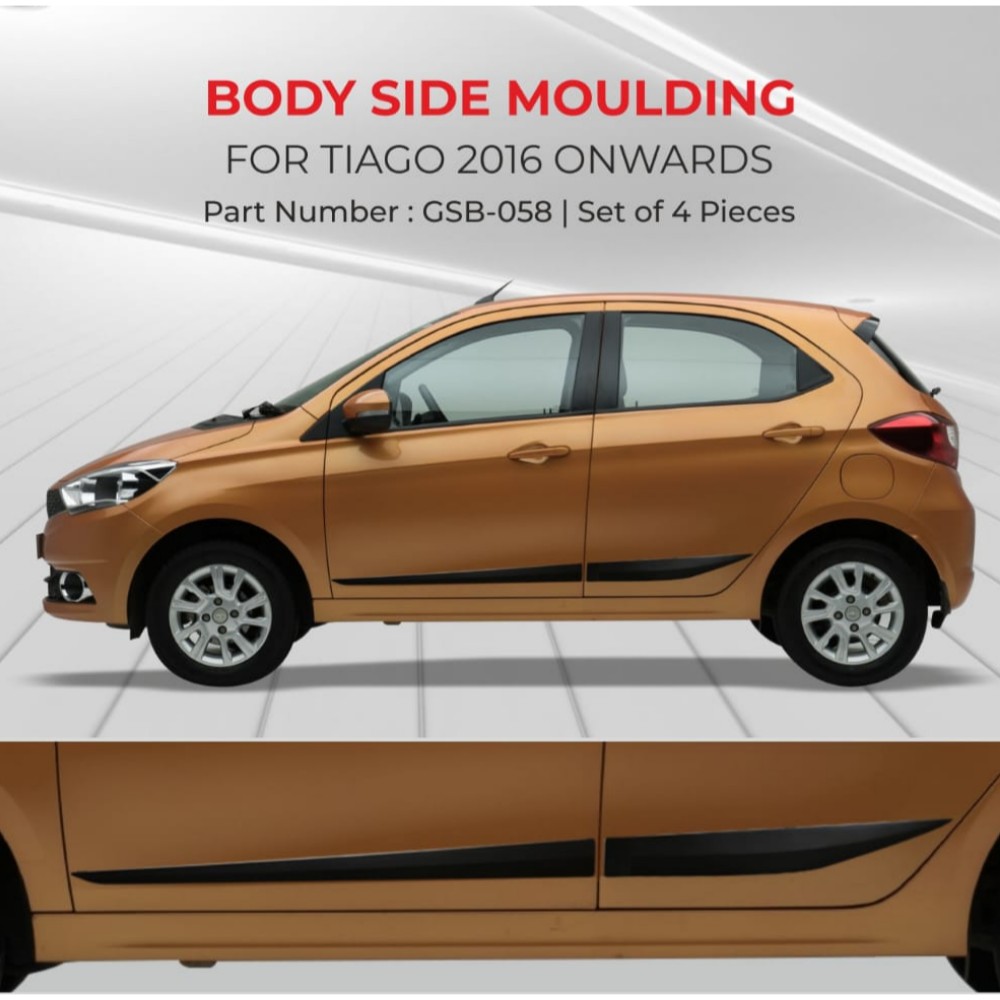 BODY SIDE MOULDING
FOR TIAGO 2016 ONWARDS
Part Number : GSB-058 | Set of 4 Pieces